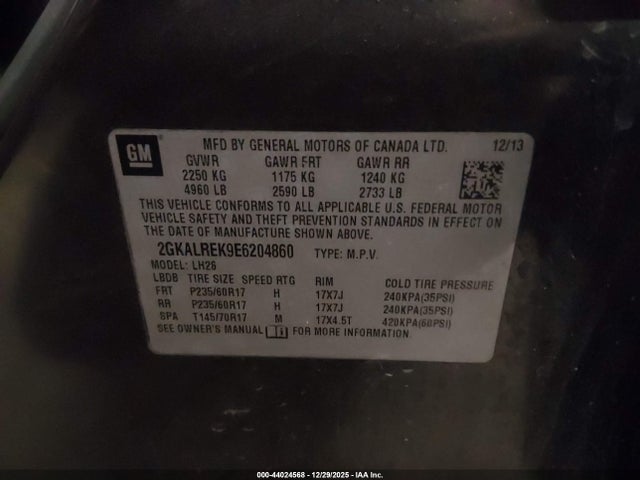 GM MFD BY GENERAL MOTORS OF CANADA LTD. 12/13
GVWR GAWR FRT GAWR RR
2250 KG 1175 KG 1240 KG
4960 LB 2590 LB 2733 LB
THIS VEHICLE CONFORMS TO ALL APPLICABLE U.S. FEDERAL MOTOR
VEHICLE SAFETY AND THEFT PREVENTION STANDARDS IN EFFECT ON
THE DATE OF MANUFACTURE SHOWN ABOVE.
2GKALREK9E6204860 TYPE: M.P.V.
MODEL: LH26
LBDB TIRE SIZE SPEED RTG RIM COLD TIRE PRESSURE
FRT P235/60R17 H 17X7J 240KPA(35PSI)
RR P235/60R17 H 17X7J 240KPA(35PSI)
SPA T145/70R17 M 17X4.5T 420KPA(60PSI)
SEE OWNER'S MANUAL FOR MORE INFORMATION.
000-44024568 - 12/29/2025 - IAA Inc.